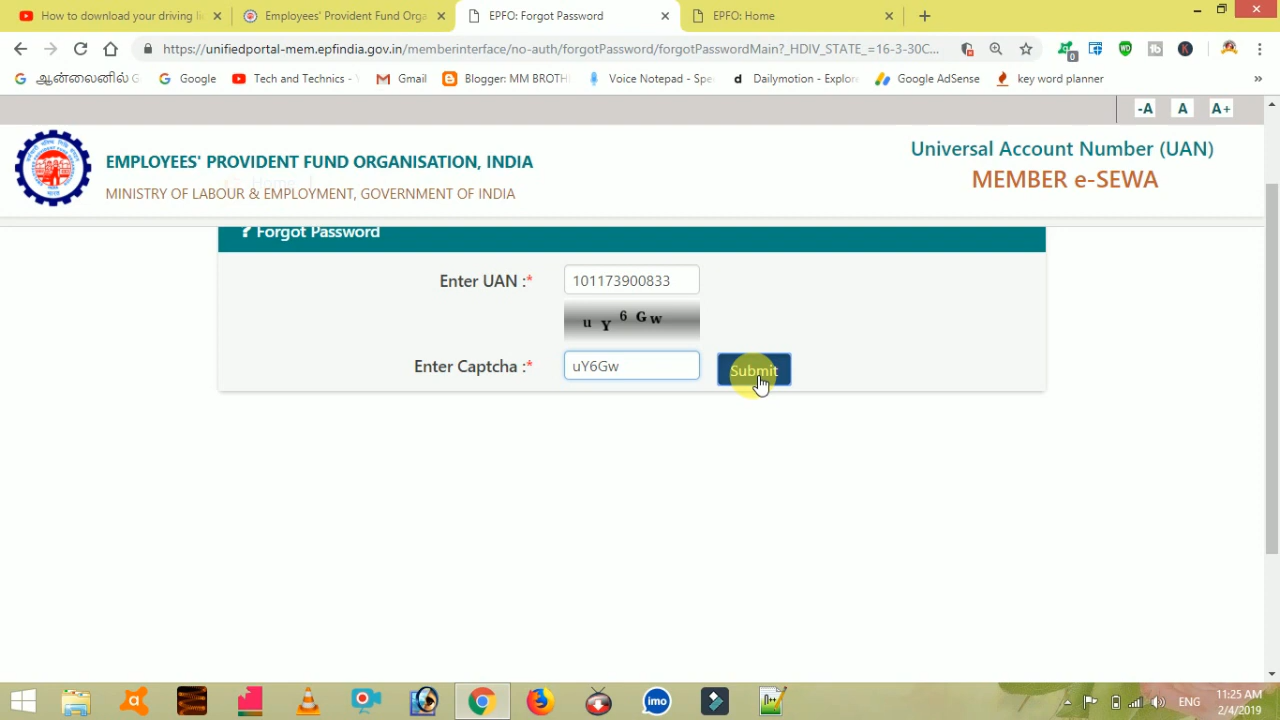 How to download your driving li
Employees' Provident Fund Orga
EPFO: Forgot Password
EPFO: Home
https://unifiedportal-mem.epfindia.gov.in/memberinterface/no-auth/forgotPassword/forgotPasswordMain?_HDIV_STATE_=16-3-30C...
0
ஆன்லைனில் G
Google
Tech and Technics -
Gmail
Blogger: MM BROTH
Voice Notepad - Spe
Dailymotion - Explor
Google AdSense
key word planner
»
-A A A+
EMPLOYEES' PROVIDENT FUND ORGANISATION, INDIA
MINISTRY OF LABOUR & EMPLOYMENT, GOVERNMENT OF INDIA
Home
Universal Account Number (UAN)
MEMBER e-SEWA
? Forgot Password
Enter UAN :* 101173900833
u Y 6 G w
Enter Captcha :* uY6Gw Submit
imo
ENG
11:25 AM
2/4/2019